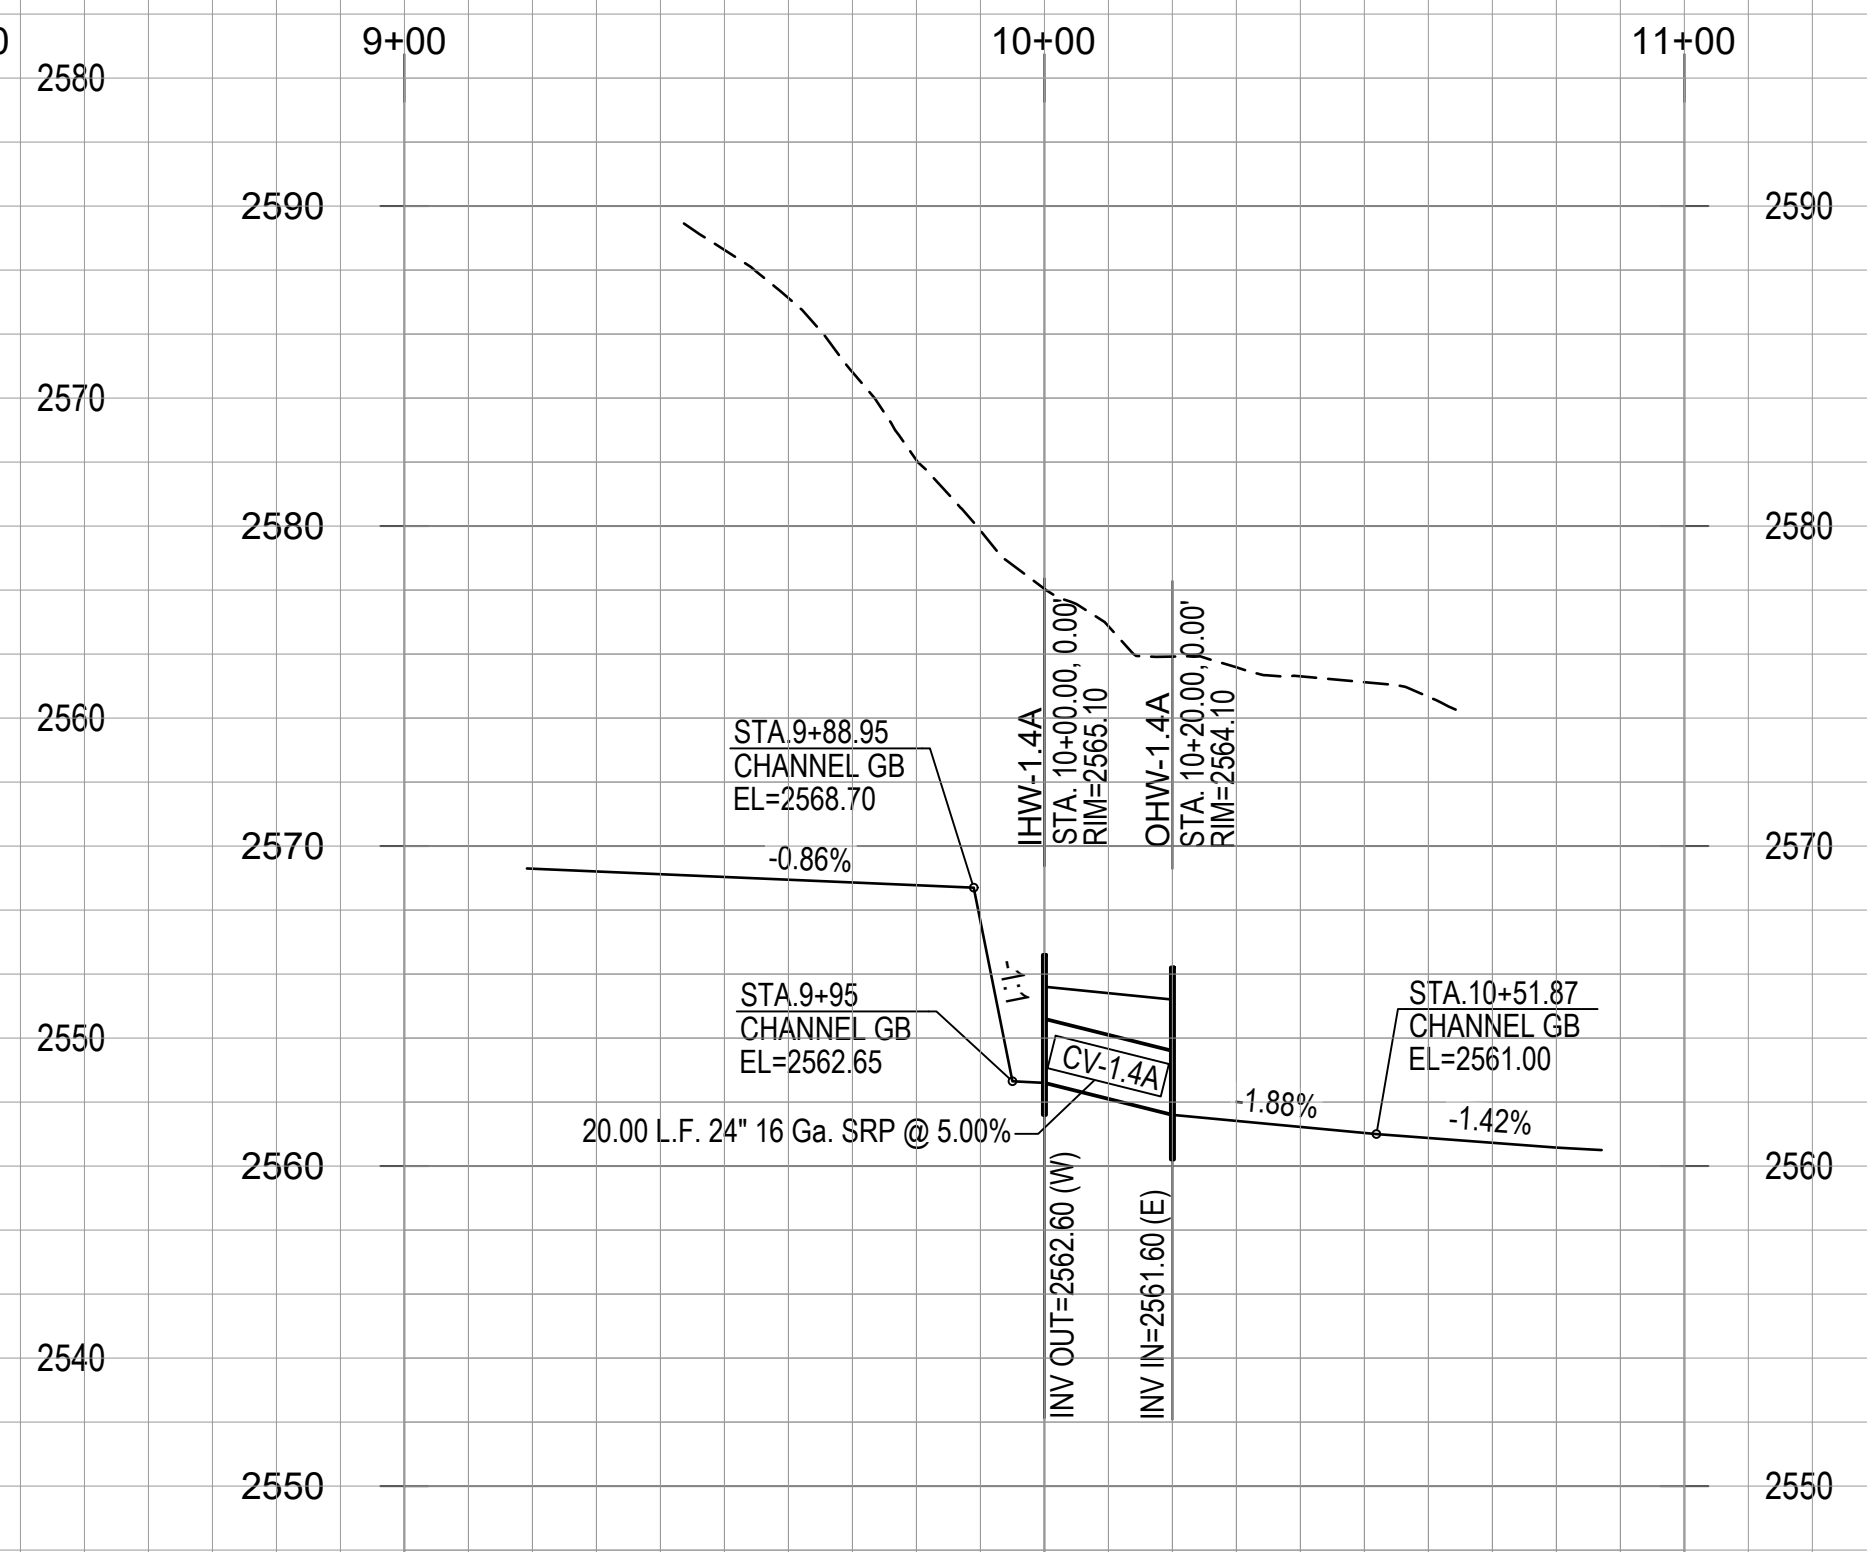 0
9+00
10+00
11+00
2580
2590
2590
2570
2580
2580
2560
STA.9+88.95
CHANNEL GB
EL=2568.70
IHW-1.4A
STA. 10+00.00, 0.00'
RIM=2565.10
OHW-1.4A
STA. 10+20.00, 0.00'
RIM=2564.10
2570
2570
-0.86%
-1:1
STA.9+95
CHANNEL GB
EL=2562.65
STA.10+51.87
CHANNEL GB
EL=2561.00
2550
CV-1.4A
-1.88%
-1.42%
20.00 L.F. 24" 16 Ga. SRP @ 5.00%
2560
2560
INV OUT=2562.60 (W)
INV IN=2561.60 (E)
2540
2550
2550